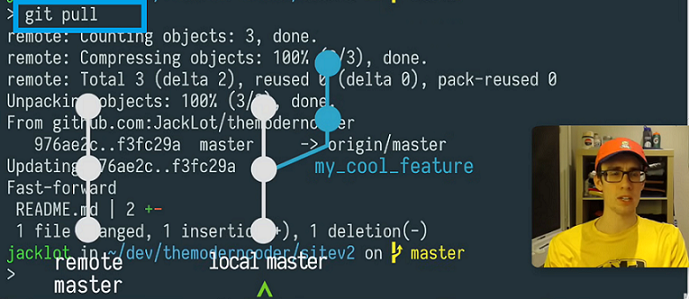 > git pull
remote: Counting objects: 3, done.
remote: Compressing objects: 100% (3/3), done.
remote: Total 3 (delta 2), reused 0 (delta 0), pack-reused 0
Unpacking objects: 100% (3/3), done.
From github.com:JackLot/themoderncoder
976ae2c..f3fc29a master -> origin/master
my_cool_feature
Updating 976ae2c..f3fc29a
Fast-forward
README.md | 2 +-
1 file changed, 1 insertion(+), 1 deletion(-)
jacklot in ~/dev/themoderncoder/sitev2 on master
>
remote master
local master